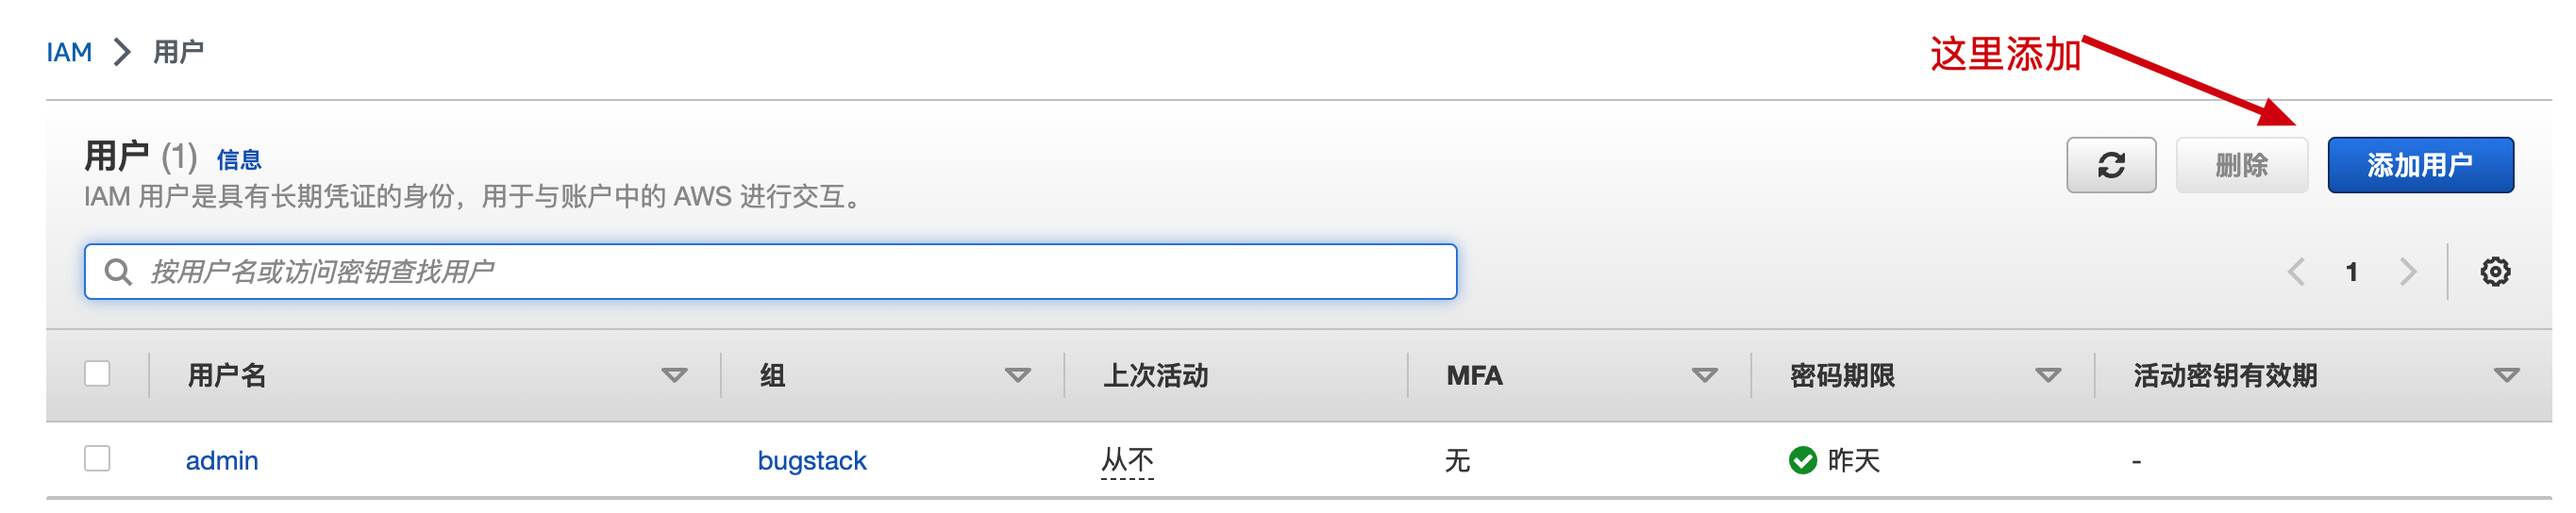 IAM > 用户
这里添加
用户 (1) 信息
删除
添加用户
IAM 用户是具有长期凭证的身份，用于与账户中的 AWS 进行交互。
按用户名或访问密钥查找用户
1
用户名 组 上次活动 MFA 密码期限 活动密钥有效期
admin bugstack 从不 无 昨天 -